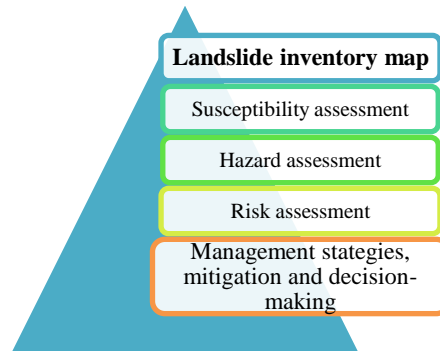 Landslide inventory map
Susceptibility assessment
Hazard assessment
Risk assessment
Management stategies,
mitigation and decision-
making